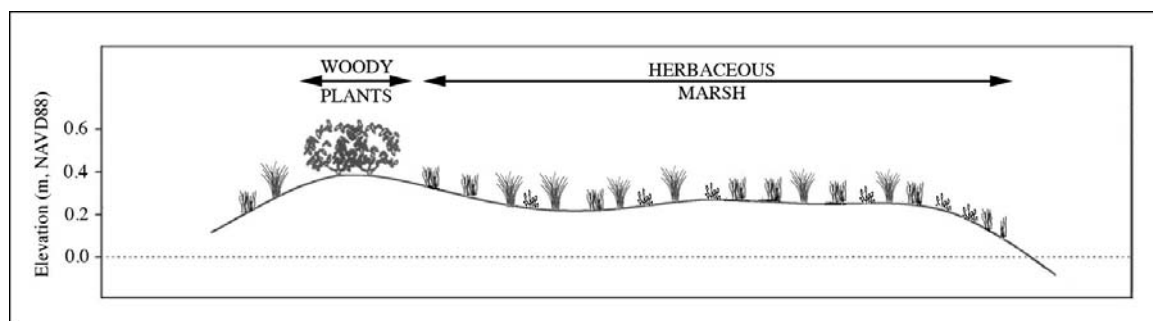 WOODY
PLANTS
HERBACEOUS
MARSH
Elevation (m, NAVD88)
0.6
0.4
0.2
0.0